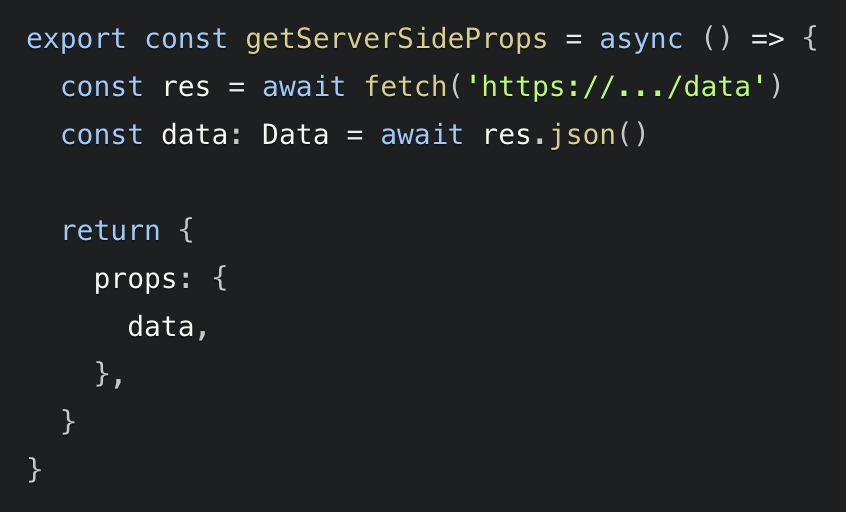 export const getServerSideProps = async () => {
  const res = await fetch('https://.../data')
  const data: Data = await res.json()

  return {
    props: {
      data,
    },
  }
}